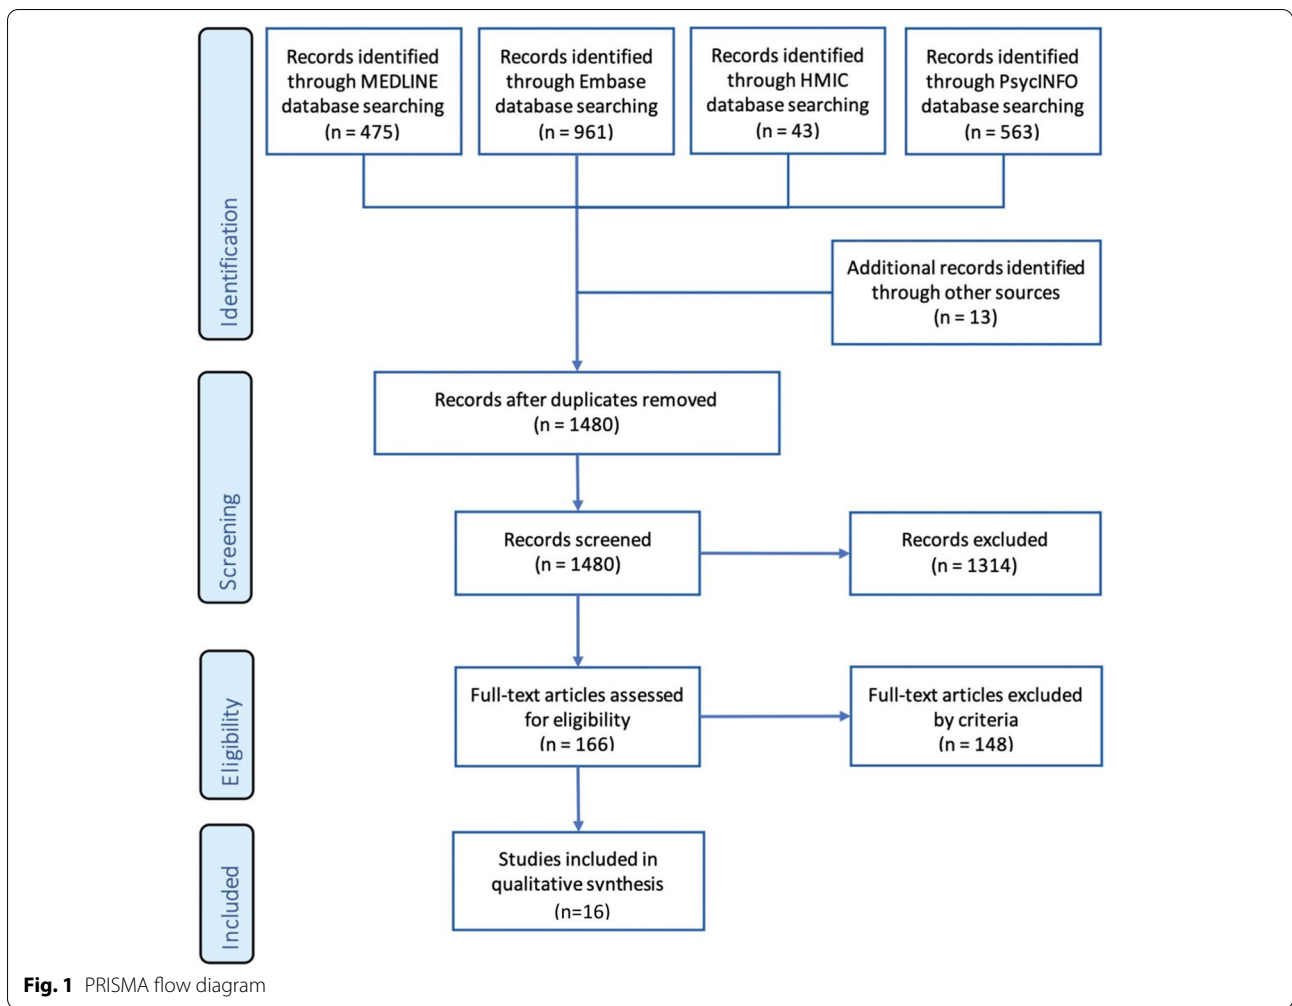 Records identified
through MEDLINE
database searching
(n = 475)
Records identified
through Embase
database searching
(n = 961)
Records identified
through HMIC
database searching
(n = 43)
Records identified
through PsycINFO
database searching
(n = 563)
Identification
Additional records identified
through other sources
(n = 13)
Screening
Records after duplicates removed
(n = 1480)
Records screened
(n = 1480)
Records excluded
(n = 1314)
Eligibility
Full-text articles assessed
for eligibility
(n = 166)
Full-text articles excluded
by criteria
(n = 148)
Included
Studies included in
qualitative synthesis
(n=16)
Fig. 1 PRISMA flow diagram